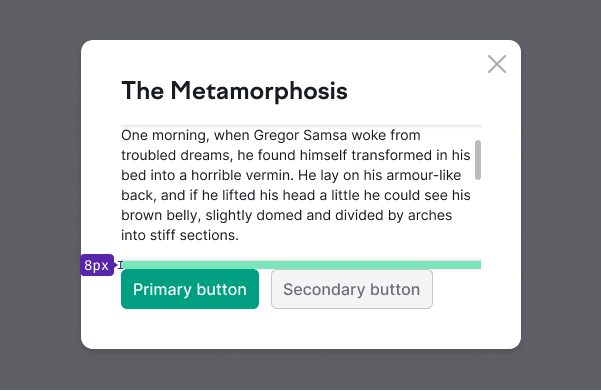 The Metamorphosis
One morning, when Gregor Samsa woke from
troubled dreams, he found himself transformed in his
bed into a horrible vermin. He lay on his armour-like
back, and if he lifted his head a little he could see his
brown belly, slightly domed and divided by arches
into stiff sections.
8px
Primary button Secondary button